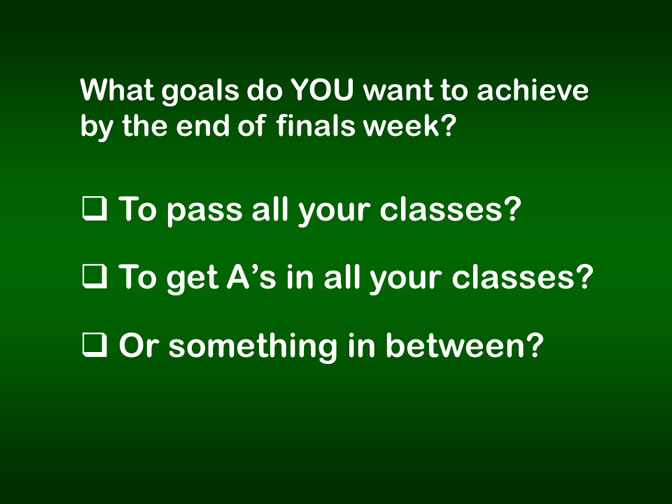 What goals do YOU want to achieve
by the end of finals week?
❑ To pass all your classes?
❑ To get A’s in all your classes?
❑ Or something in between?